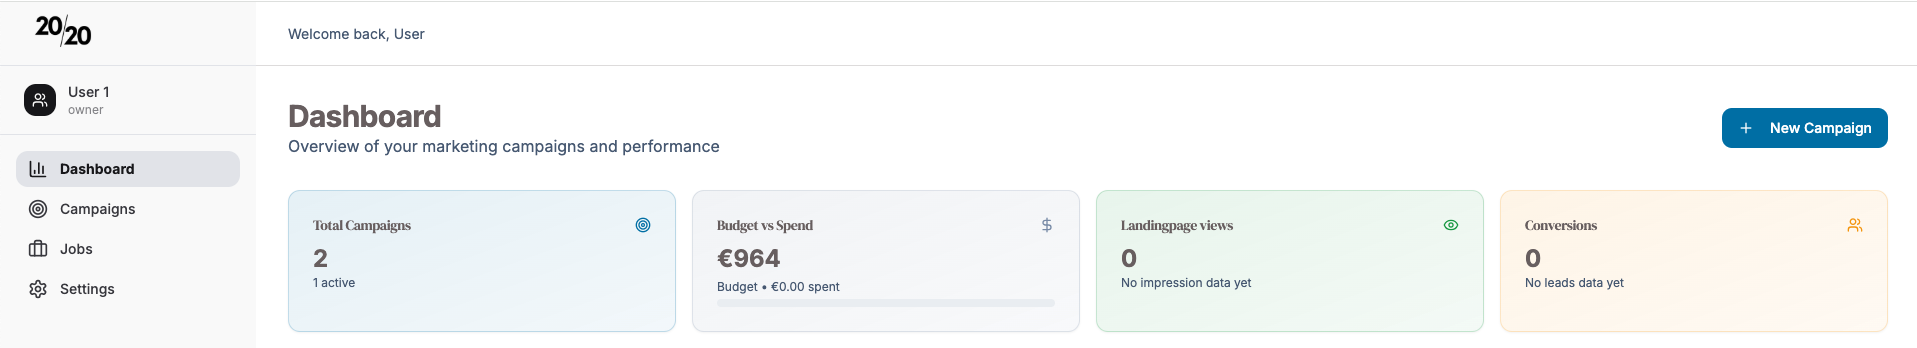 20/20
Welcome back, User
User 1
owner
Dashboard
Campaigns
Jobs
Settings
Dashboard
Overview of your marketing campaigns and performance
New Campaign
Total Campaigns
2
1 active
Budget vs Spend
€964
Budget • €0.00 spent
Landingpage views
0
No impression data yet
Conversions
0
No leads data yet